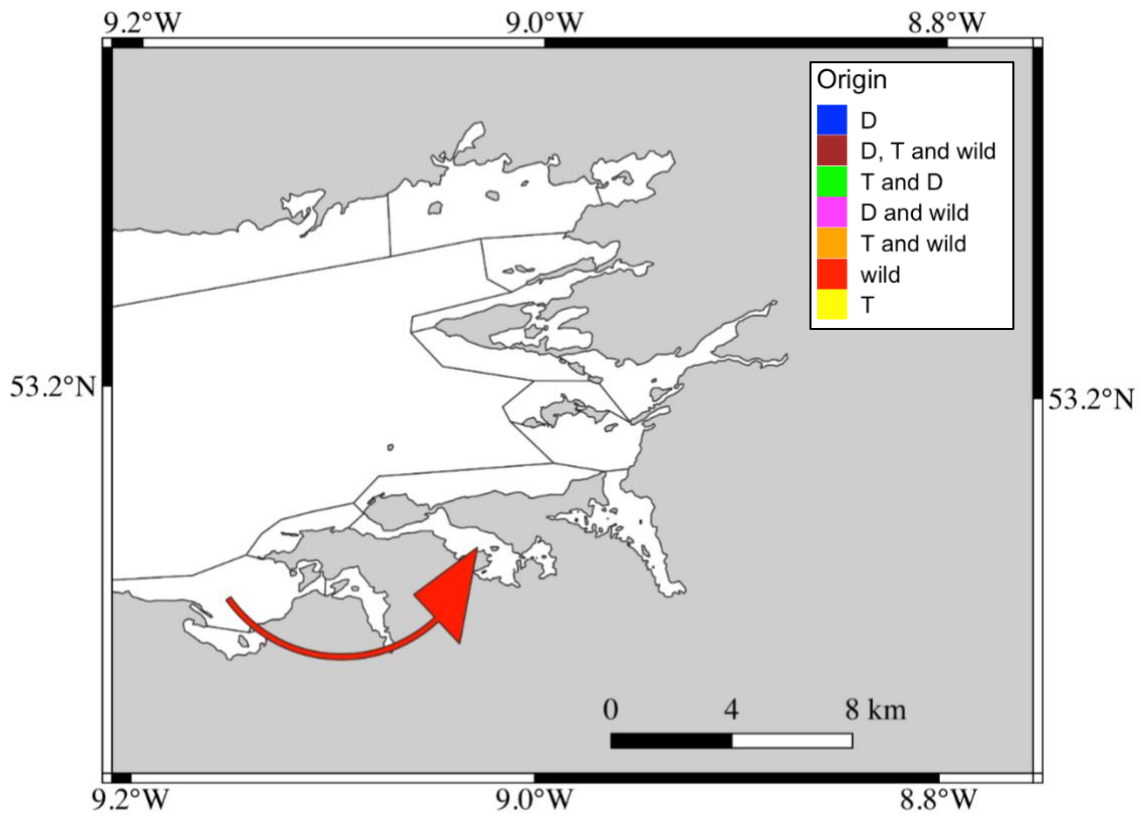 9.2°W 9.0°W 8.8°W
Origin
D
D, T and wild
T and D
D and wild
T and wild
wild
T
53.2°N 53.2°N
0 4 8 km
9.2°W 9.0°W 8.8°W